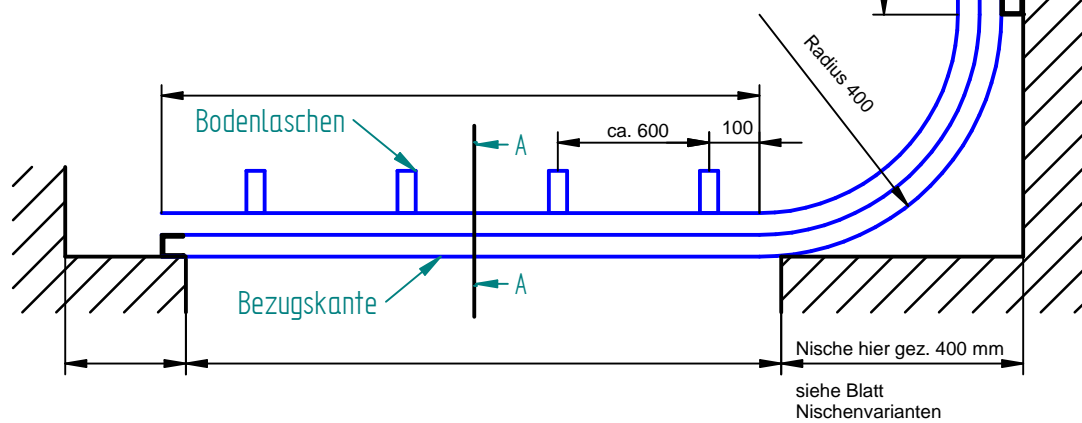 Radius 400
Bodenlaschen
A
ca. 600
100
Bezugskante
A
Nische hier gez. 400 mm
siehe Blatt
Nischenvarianten